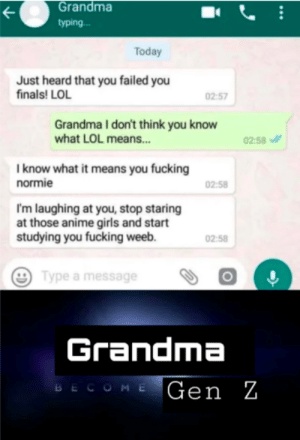 Grandma
typing...
Today
Just heard that you failed you
finals! LOL
02:57
Grandma I don't think you know
what LOL means...
02:58
I know what it means you fucking
normie
02:58
I'm laughing at you, stop staring
at those anime girls and start
studying you fucking weeb.
02:58
Type a message
Grandma
BECOME Gen Z